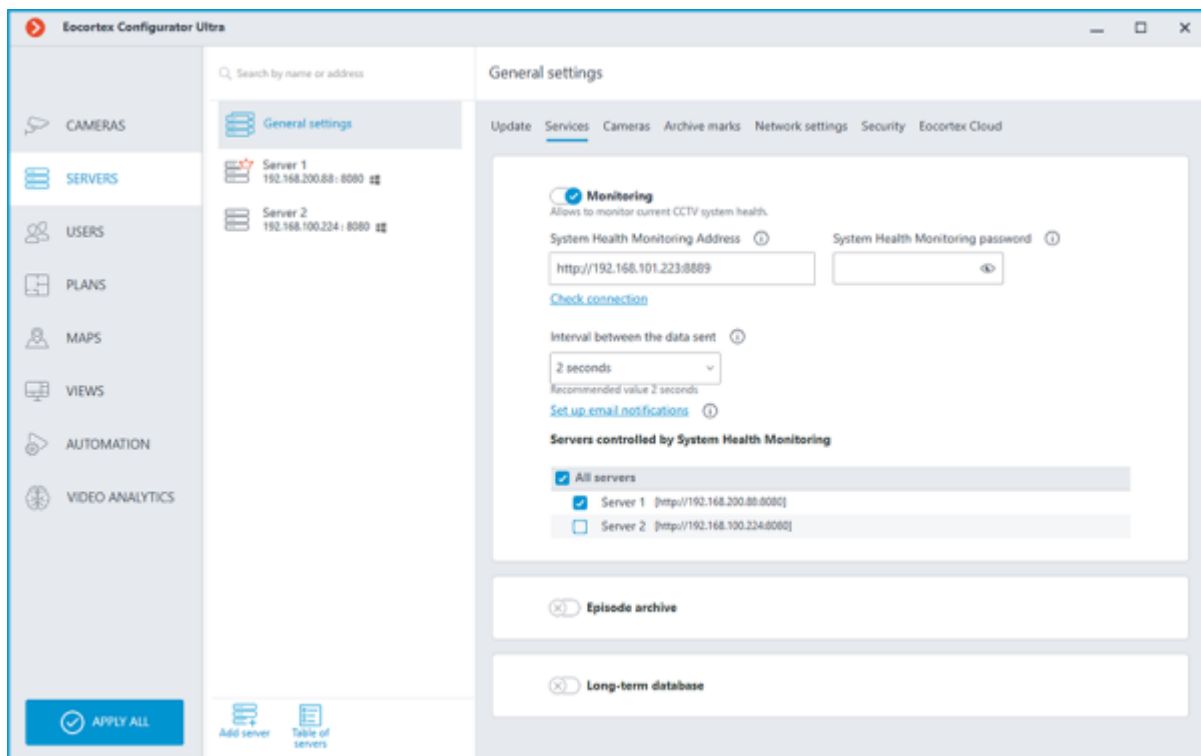 Eocortex Configurator Ultra
CAMERAS
SERVERS
USERS
PLANS
MAPS
VIEWS
AUTOMATION
VIDEO ANALYTICS
APPLY ALL
Search by name or address
General settings
Server 1
192.168.200.88 : 8080
Server 2
192.168.100.224 : 8080
Add server
Table of
servers
General settings
Update Services Cameras Archive marks Network settings Security Eocortex Cloud
Monitoring
Allows to monitor current CCTV system health.
System Health Monitoring Address System Health Monitoring password
http://192.168.101.223:8889
Check connection
Interval between the data sent
2 seconds
Recommended value 2 seconds
Set up email notifications
Servers controlled by System Health Monitoring
All servers
Server 1 [http://192.168.200.88:8080]
Server 2 [http://192.168.100.224:8080]
Episode archive
Long-term database